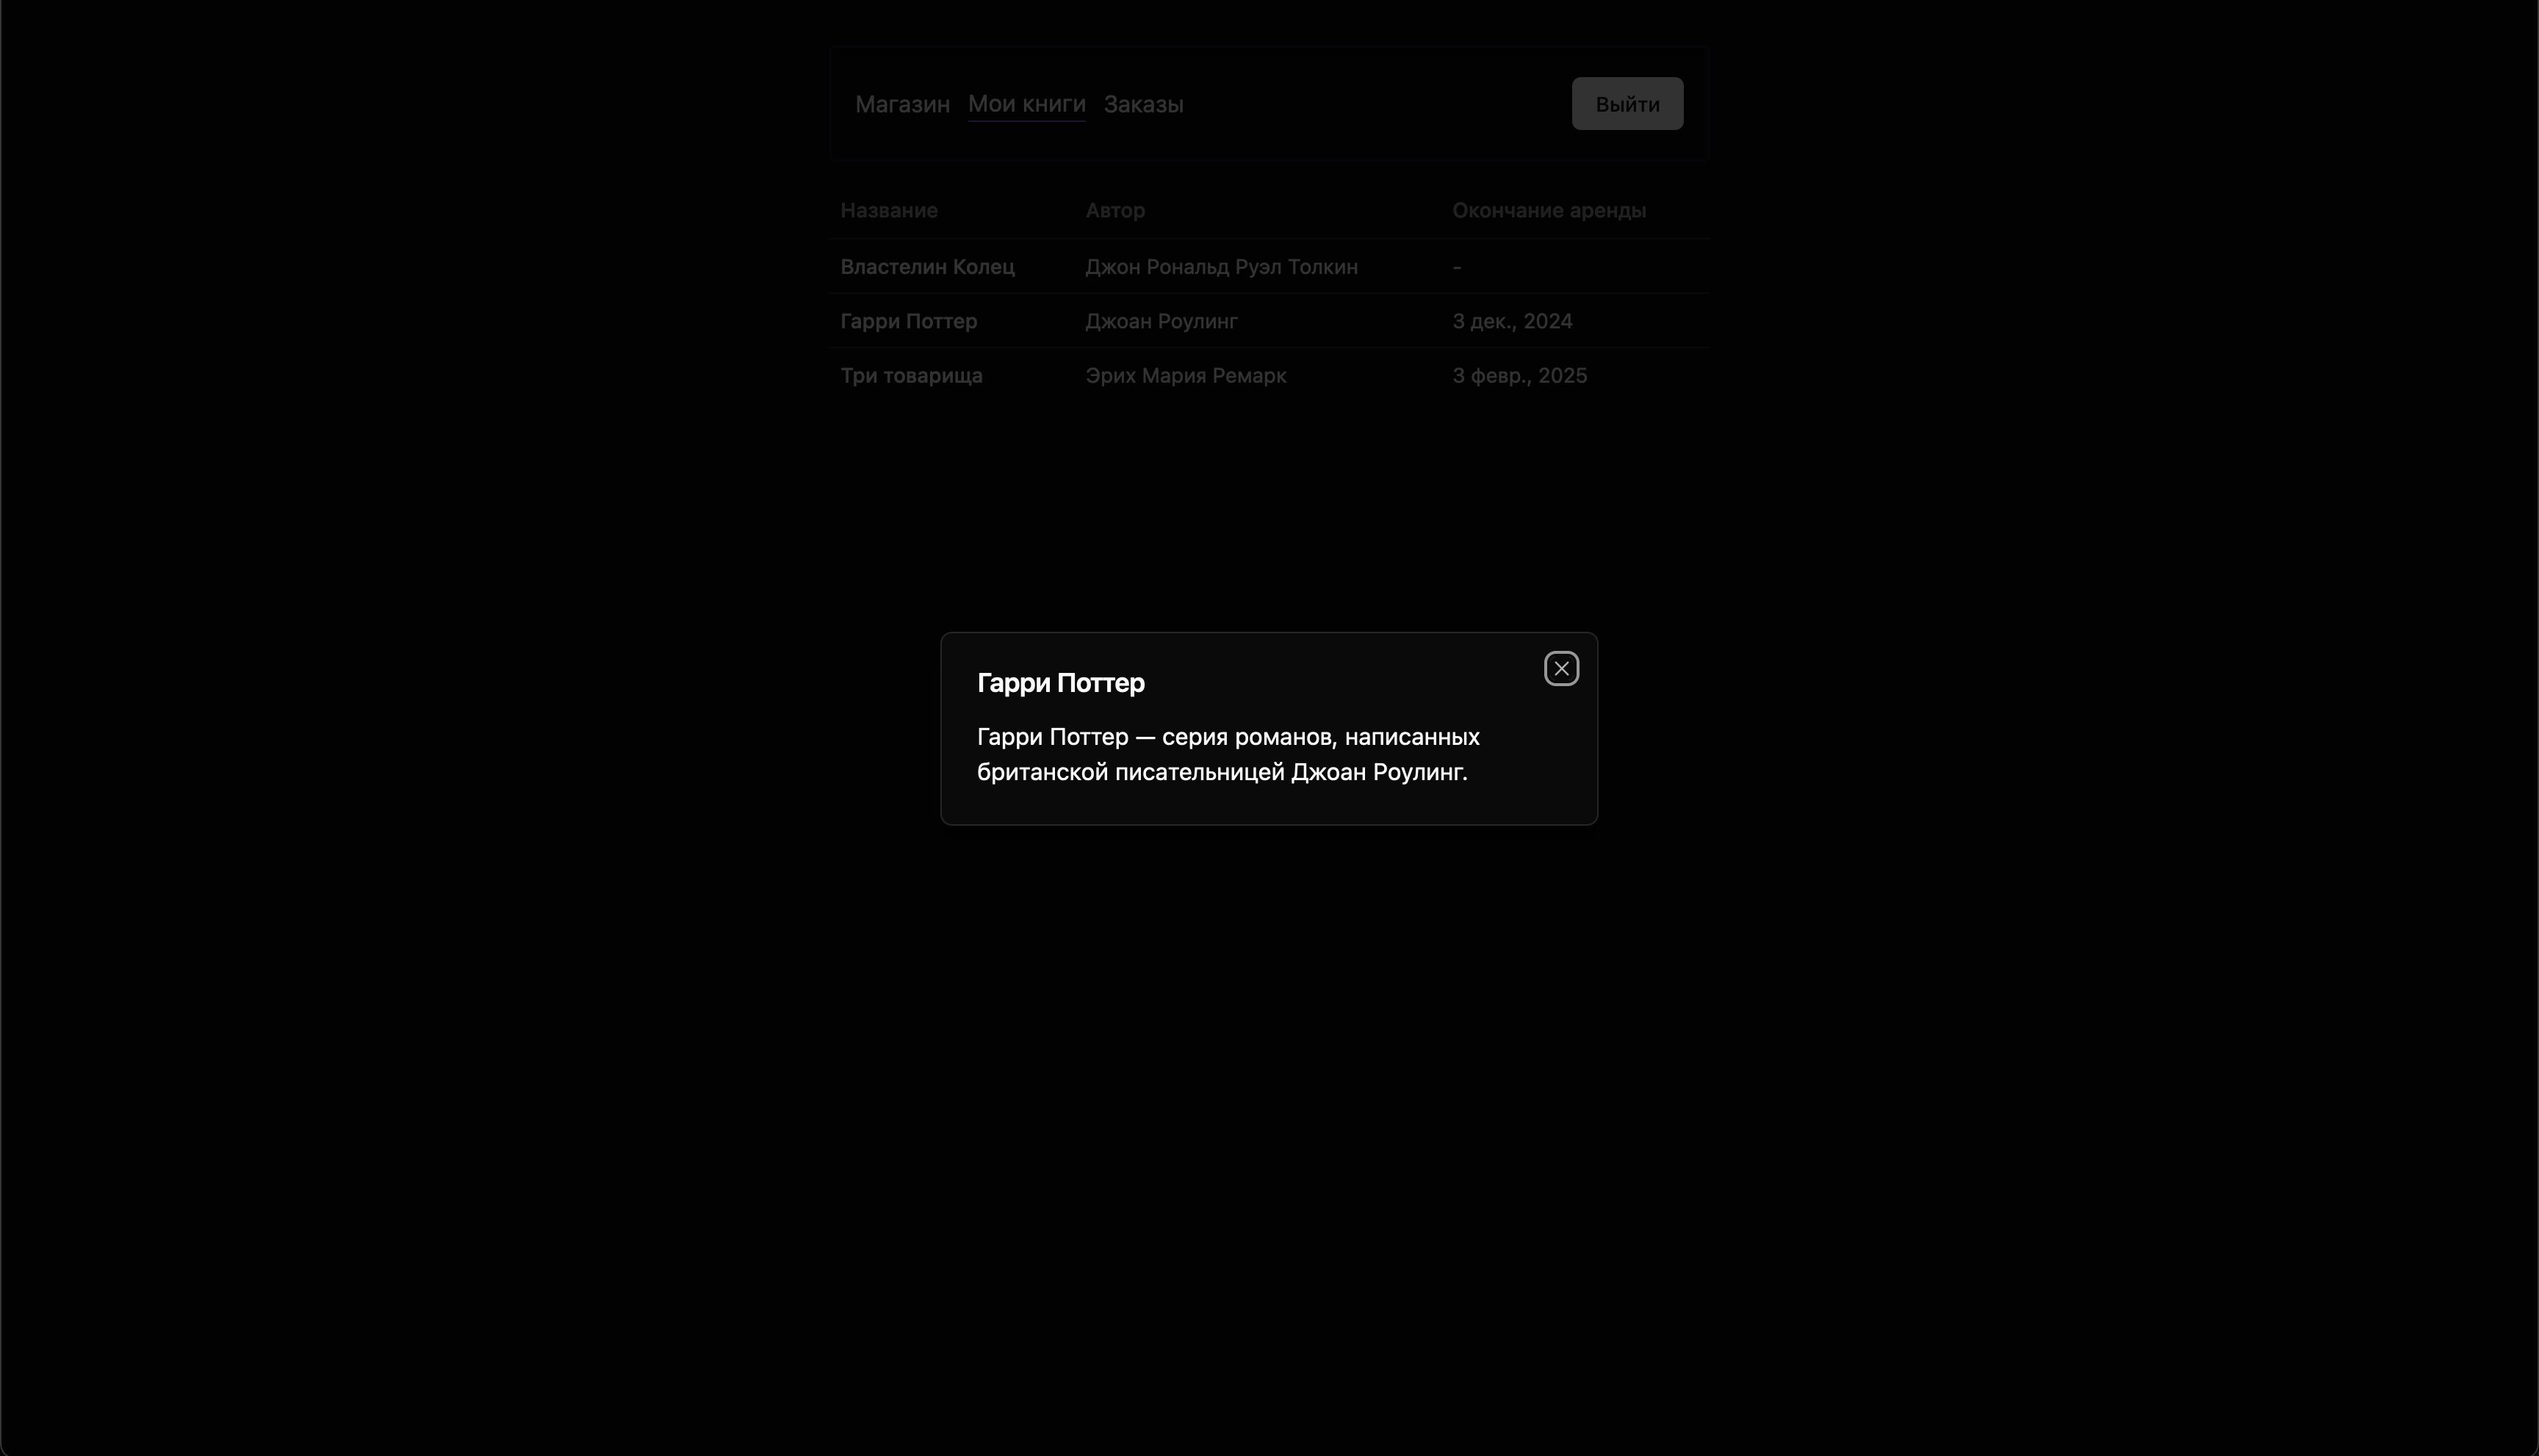 Магазин Мои книги Заказы Выйти
Название Автор Окончание аренды
Властелин Колец Джон Рональд Руэл Толкин -
Гарри Поттер Джоан Роулинг 3 дек., 2024
Три товарища Эрих Мария Ремарк 3 февр., 2025
Гарри Поттер
Гарри Поттер — серия романов, написанных
британской писательницей Джоан Роулинг.